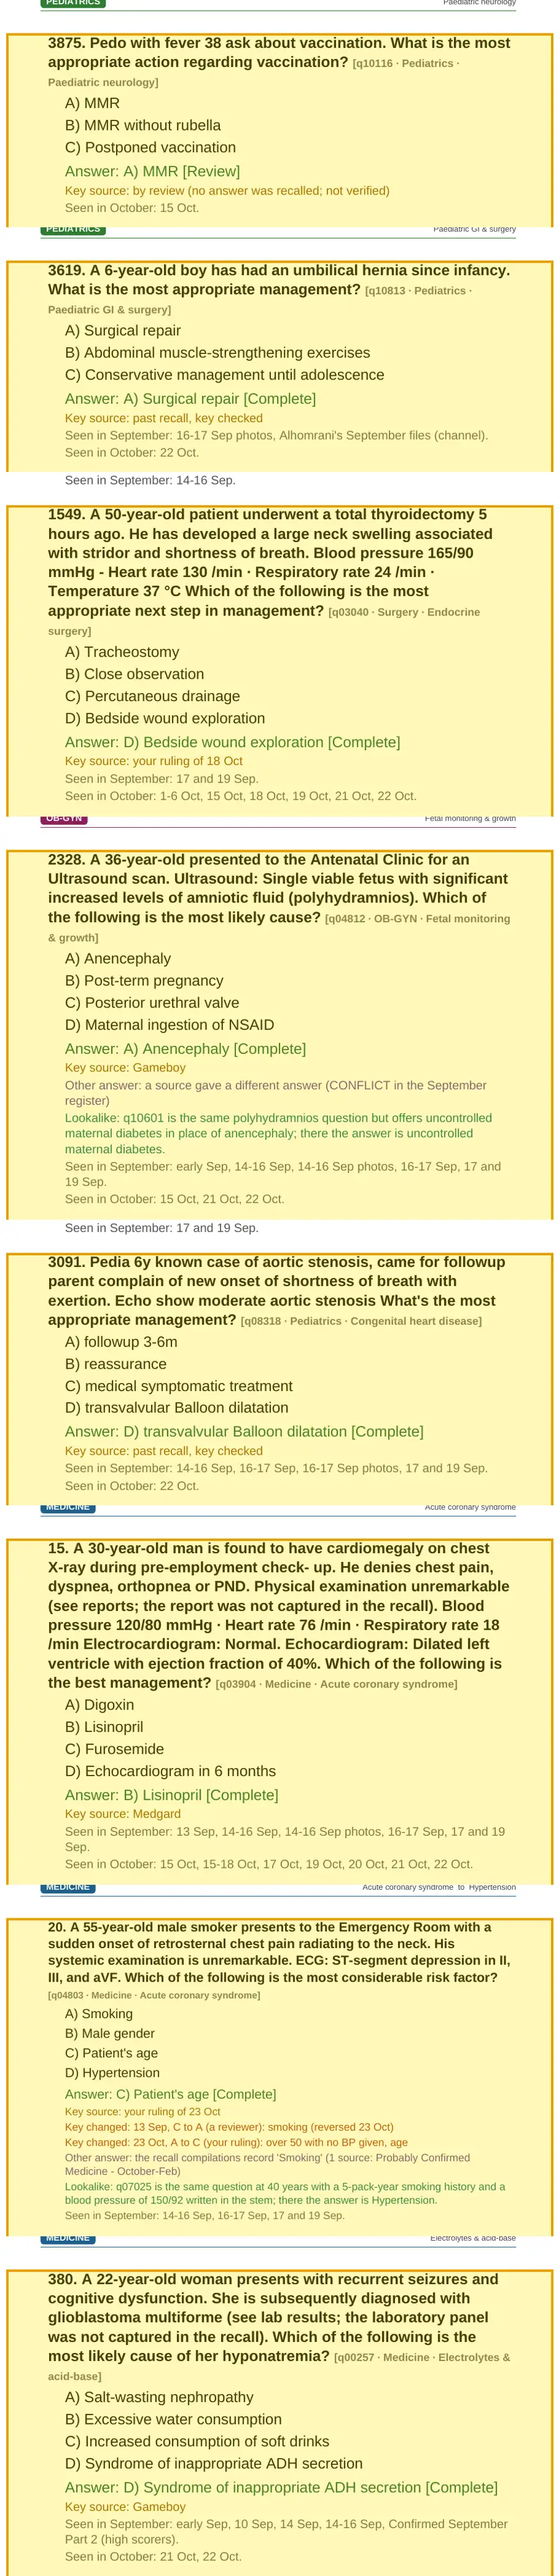 PEDIATRICS
Paediatric neurology
3875. Pedo with fever 38 ask about vaccination. What is the most
appropriate action regarding vaccination? [q10116 · Pediatrics ·
Paediatric neurology]
A) MMR
B) MMR without rubella
C) Postponed vaccination
Answer: A) MMR [Review]
Key source: by review (no answer was recalled; not verified)
Seen in October: 15 Oct.
PEDIATRICS
Paediatric GI & surgery
3619. A 6-year-old boy has had an umbilical hernia since infancy.
What is the most appropriate management? [q10813 · Pediatrics ·
Paediatric GI & surgery]
A) Surgical repair
B) Abdominal muscle-strengthening exercises
C) Conservative management until adolescence
Answer: A) Surgical repair [Complete]
Key source: past recall, key checked
Seen in September: 16-17 Sep photos, Alhomrani's September files (channel).
Seen in October: 22 Oct.
Seen in September: 14-16 Sep.
1549. A 50-year-old patient underwent a total thyroidectomy 5
hours ago. He has developed a large neck swelling associated
with stridor and shortness of breath. Blood pressure 165/90
mmHg - Heart rate 130 /min · Respiratory rate 24 /min ·
Temperature 37 °C Which of the following is the most
appropriate next step in management? [q03040 · Surgery · Endocrine
surgery]
A) Tracheostomy
B) Close observation
C) Percutaneous drainage
D) Bedside wound exploration
Answer: D) Bedside wound exploration [Complete]
Key source: your ruling of 18 Oct
Seen in September: 17 and 19 Sep.
Seen in October: 1-6 Oct, 15 Oct, 18 Oct, 19 Oct, 21 Oct, 22 Oct.
OB-GYN
Fetal monitoring & growth
2328. A 36-year-old presented to the Antenatal Clinic for an
Ultrasound scan. Ultrasound: Single viable fetus with significant
increased levels of amniotic fluid (polyhydramnios). Which of
the following is the most likely cause? [q04812 · OB-GYN · Fetal monitoring
& growth]
A) Anencephaly
B) Post-term pregnancy
C) Posterior urethral valve
D) Maternal ingestion of NSAID
Answer: A) Anencephaly [Complete]
Key source: Gameboy
Other answer: a source gave a different answer (CONFLICT in the September
register)
Lookalike: q10601 is the same polyhydramnios question but offers uncontrolled
maternal diabetes in place of anencephaly; there the answer is uncontrolled
maternal diabetes.
Seen in September: early Sep, 14-16 Sep, 14-16 Sep photos, 16-17 Sep, 17 and
19 Sep.
Seen in October: 15 Oct, 21 Oct, 22 Oct.
Seen in September: 17 and 19 Sep.
3091. Pedia 6y known case of aortic stenosis, came for followup
parent complain of new onset of shortness of breath with
exertion. Echo show moderate aortic stenosis What's the most
appropriate management? [q08318 · Pediatrics · Congenital heart disease]
A) followup 3-6m
B) reassurance
C) medical symptomatic treatment
D) transvalvular Balloon dilatation
Answer: D) transvalvular Balloon dilatation [Complete]
Key source: past recall, key checked
Seen in September: 14-16 Sep, 16-17 Sep, 16-17 Sep photos, 17 and 19 Sep.
Seen in October: 22 Oct.
MEDICINE
Acute coronary syndrome
15. A 30-year-old man is found to have cardiomegaly on chest
X-ray during pre-employment check- up. He denies chest pain,
dyspnea, orthopnea or PND. Physical examination unremarkable
(see reports; the report was not captured in the recall). Blood
pressure 120/80 mmHg · Heart rate 76 /min · Respiratory rate 18
/min Electrocardiogram: Normal. Echocardiogram: Dilated left
ventricle with ejection fraction of 40%. Which of the following is
the best management? [q03904 · Medicine · Acute coronary syndrome]
A) Digoxin
B) Lisinopril
C) Furosemide
D) Echocardiogram in 6 months
Answer: B) Lisinopril [Complete]
Key source: Medgard
Seen in September: 13 Sep, 14-16 Sep, 14-16 Sep photos, 16-17 Sep, 17 and 19
Sep.
Seen in October: 15 Oct, 15-18 Oct, 17 Oct, 19 Oct, 20 Oct, 21 Oct, 22 Oct.
MEDICINE
Acute coronary syndrome to Hypertension
20. A 55-year-old male smoker presents to the Emergency Room with a
sudden onset of retrosternal chest pain radiating to the neck. His
systemic examination is unremarkable. ECG: ST-segment depression in II,
III, and aVF. Which of the following is the most considerable risk factor?
[q04803 · Medicine · Acute coronary syndrome]
A) Smoking
B) Male gender
C) Patient's age
D) Hypertension
Answer: C) Patient's age [Complete]
Key source: your ruling of 23 Oct
Key changed: 13 Sep, C to A (a reviewer): smoking (reversed 23 Oct)
Key changed: 23 Oct, A to C (your ruling): over 50 with no BP given, age
Other answer: the recall compilations record 'Smoking' (1 source: Probably Confirmed
Medicine - October-Feb)
Lookalike: q07025 is the same question at 40 years with a 5-pack-year smoking history and a
blood pressure of 150/92 written in the stem; there the answer is Hypertension.
Seen in September: 14-16 Sep, 16-17 Sep, 17 and 19 Sep.
MEDICINE
Electrolytes & acid-base
380. A 22-year-old woman presents with recurrent seizures and
cognitive dysfunction. She is subsequently diagnosed with
glioblastoma multiforme (see lab results; the laboratory panel
was not captured in the recall). Which of the following is the
most likely cause of her hyponatremia? [q00257 · Medicine · Electrolytes &
acid-base]
A) Salt-wasting nephropathy
B) Excessive water consumption
C) Increased consumption of soft drinks
D) Syndrome of inappropriate ADH secretion
Answer: D) Syndrome of inappropriate ADH secretion [Complete]
Key source: Gameboy
Seen in September: early Sep, 10 Sep, 14 Sep, 14-16 Sep, Confirmed September
Part 2 (high scorers).
Seen in October: 21 Oct, 22 Oct.